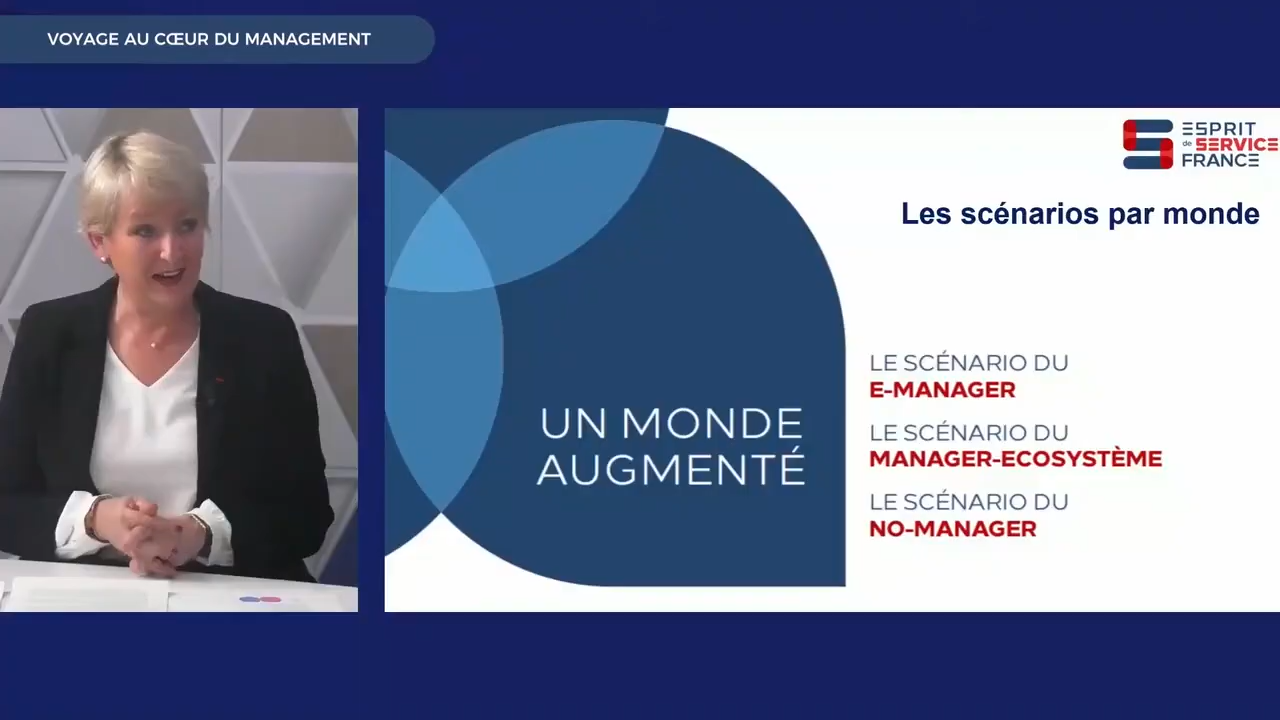 VOYAGE AU CŒUR DU MANAGEMENT
ESPRIT
de SERVICE
FRANCE
Les scénarios par monde
UN MONDE
AUGMENTÉ
LE SCÉNARIO DU
E-MANAGER
LE SCÉNARIO DU
MANAGER-ECOSYSTÈME
LE SCÉNARIO DU
NO-MANAGER